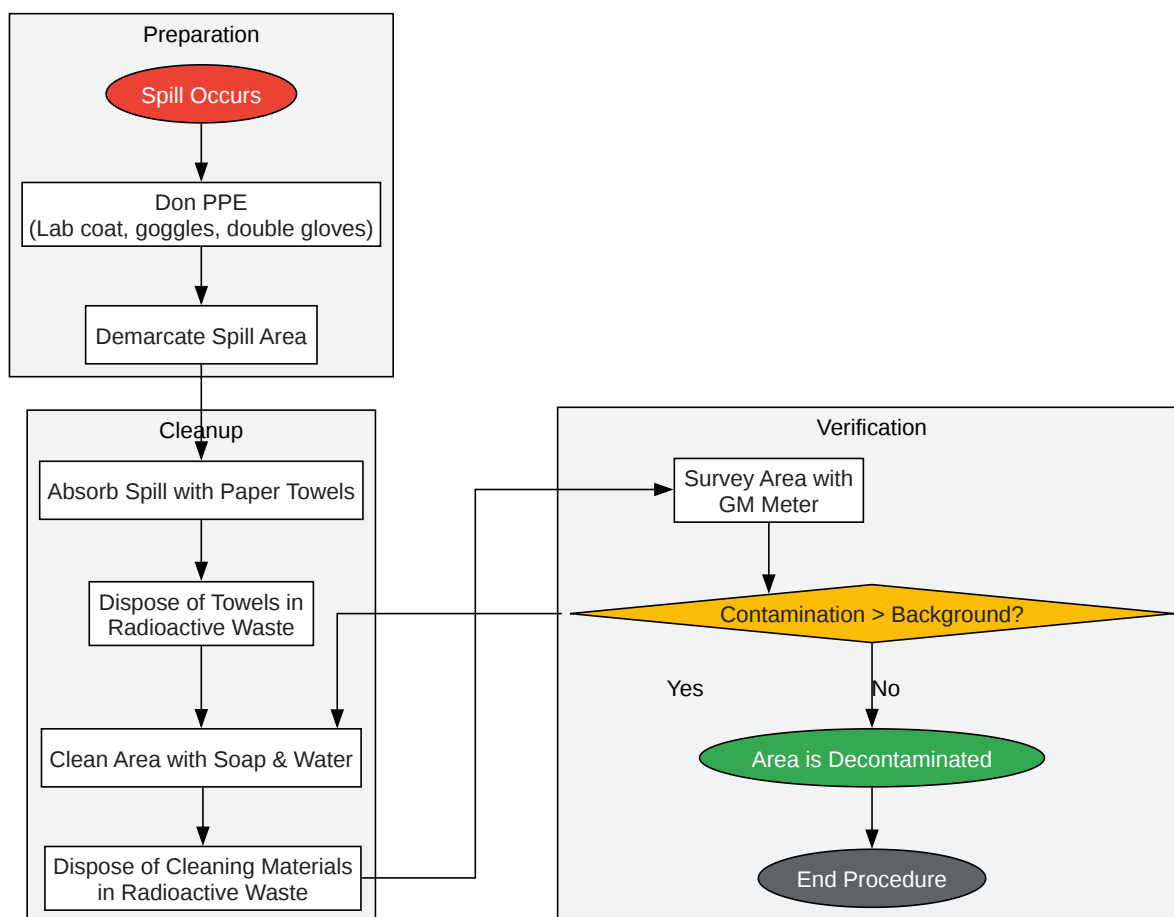 Preparation
Spill Occurs
Don PPE
(Lab coat, goggles, double gloves)
Demarcate Spill Area
Cleanup
Absorb Spill with Paper Towels
Dispose of Towels in
Radioactive Waste
Clean Area with Soap & Water
Dispose of Cleaning Materials
in Radioactive Waste
Verification
Survey Area with
GM Meter
Contamination > Background?
Yes
No
Area is Decontaminated
End Procedure